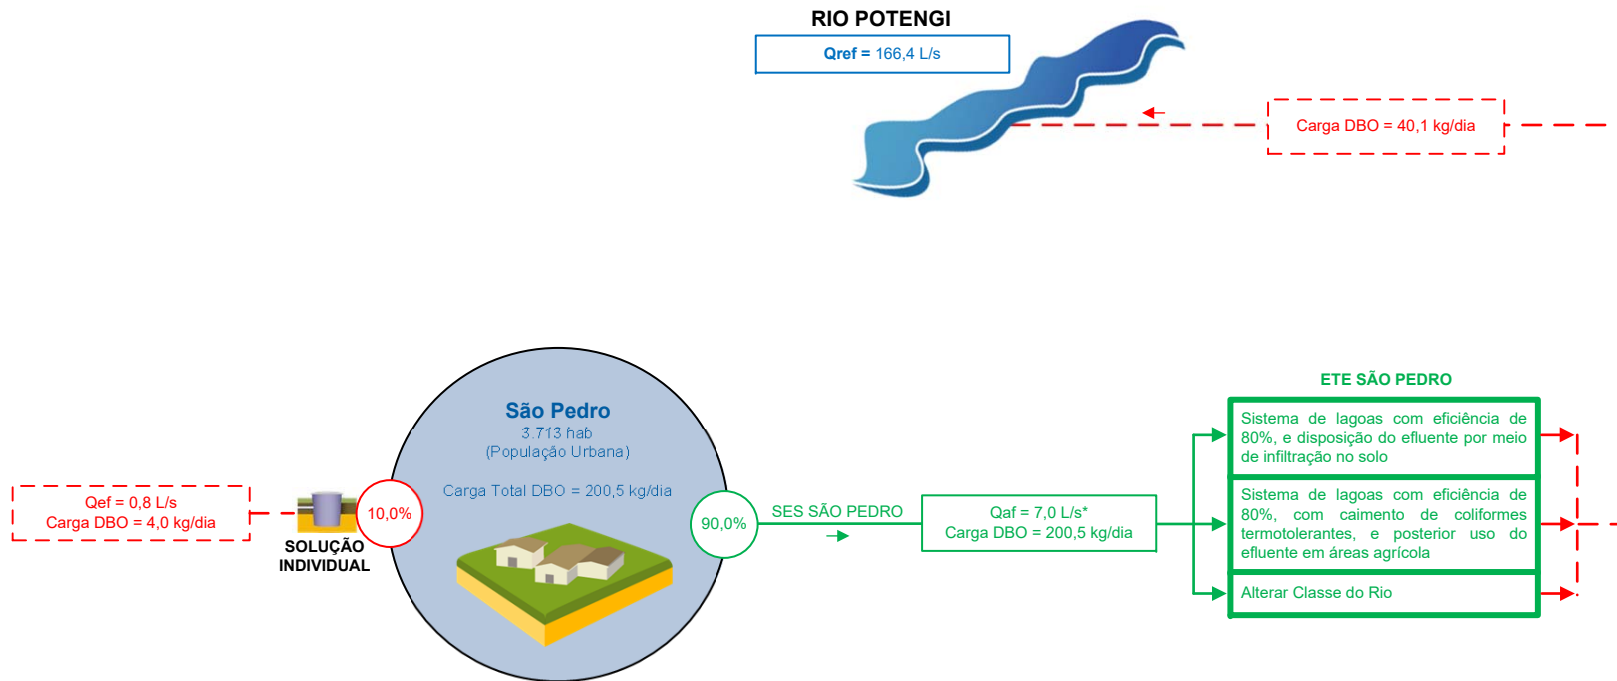 RIO POTENGI
Qref = 166,4 L/s
Carga DBO = 40,1 kg/dia
São Pedro
3.713 hab
(População Urbana)
Carga Total DBO = 200,5 kg/dia
Qef = 0,8 L/s
Carga DBO = 4,0 kg/dia
10,0%
SOLUÇÃO
INDIVIDUAL
90,0%
SES SÃO PEDRO
Qaf = 7,0 L/s*
Carga DBO = 200,5 kg/dia
ETE SÃO PEDRO
Sistema de lagoas com eficiência de
80%, e disposição do efluente por meio
de infiltração no solo
Sistema de lagoas com eficiência de
80%, com caimento de coliformes
termotolerantes, e posterior uso do
efluente em áreas agrícola
Alterar Classe do Rio